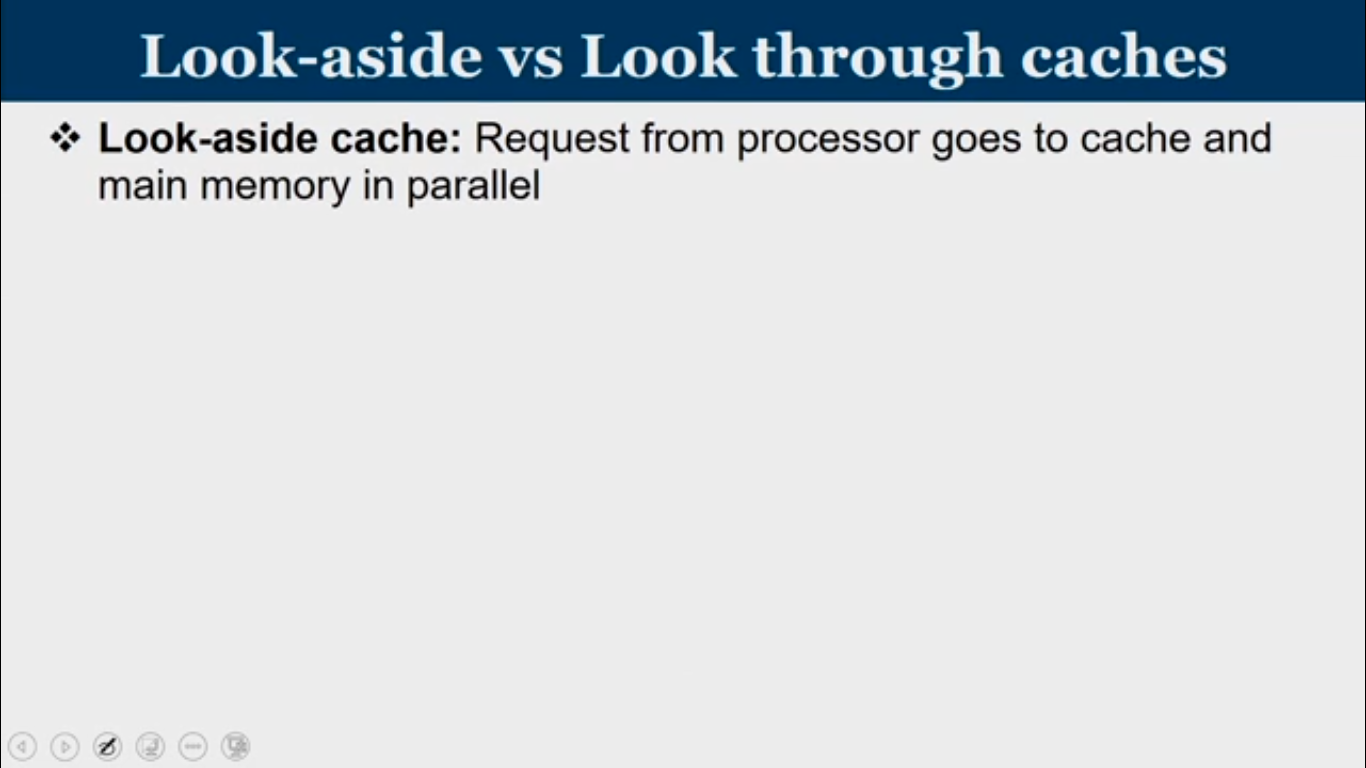 Look-aside vs Look through caches
❖ Look-aside cache: Request from processor goes to cache and
main memory in parallel